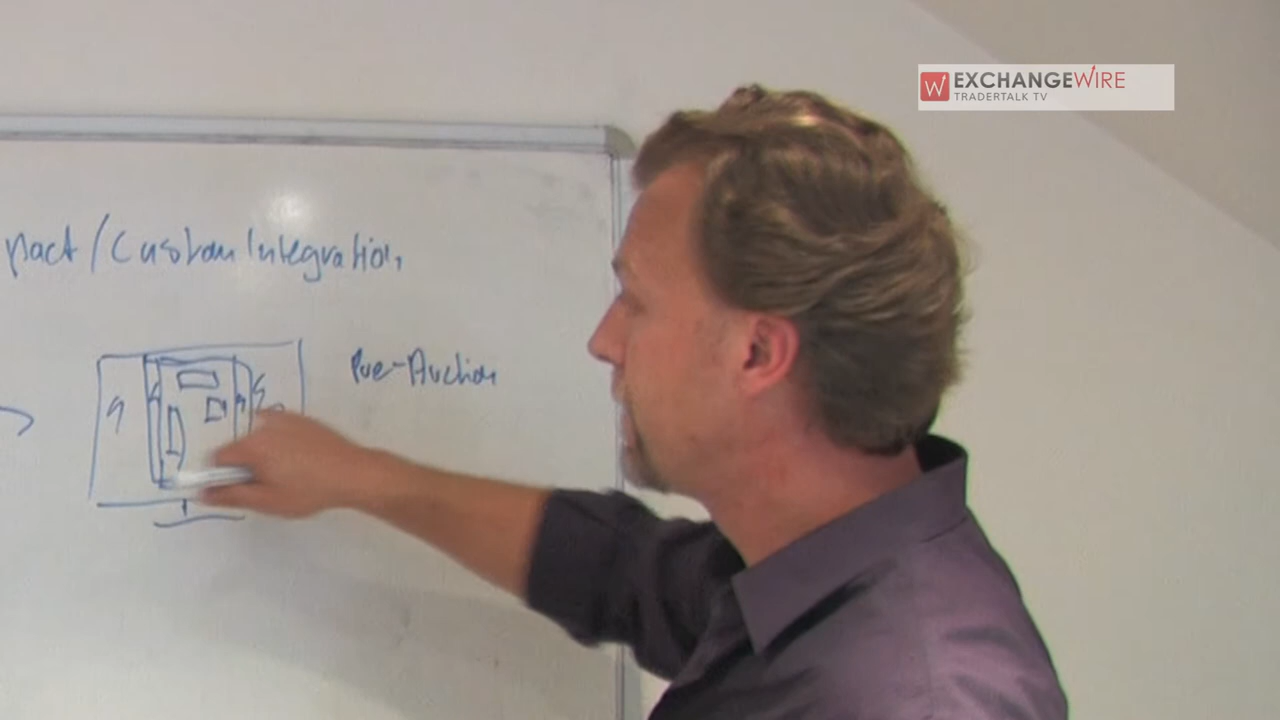 EXCHANGEWIRE
TRADERTALK TV
pact / Custom Integration
Pre-Auction